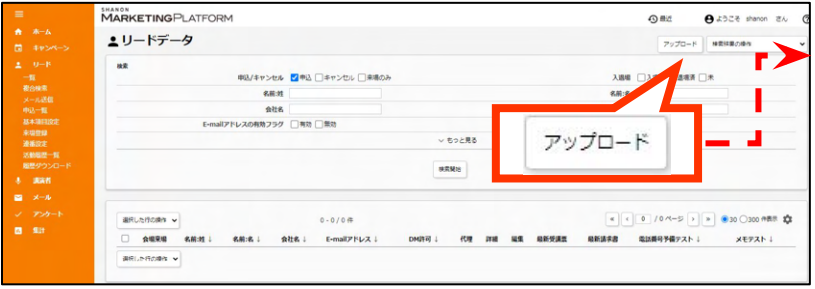 SHANON
MARKETINGPLATFORM
最近
ようこそ shanon さん
ホーム
キャンペーン
リード
一覧
複合検索
メール送信
申込一覧
基本項目設定
来場登録
連番設定
活動履歴一覧
履歴ダウンロード
講演者
メール
アンケート
集計
リードデータ
アップロード
検索結果の操作
検索
申込/キャンセル 申込 キャンセル 来場のみ
入退場
退場済 未
名前:姓
名前:名
会社名
E-mailアドレスの有効フラグ 有効 無効
もっと見る
検索開始
アップロード
選択した行の操作
0 - 0 / 0 件
« ‹ 0 / 0 ページ › » 30 300 件表示
会場来場 名前:姓 ↓ 名前:名 ↓ 会社名 ↓ E-mailアドレス ↓ DM許可 ↓ 代理 詳細 編集 最新受講票 最新請求書 電話番号予備テスト ↓ メモテスト ↓
選択した行の操作